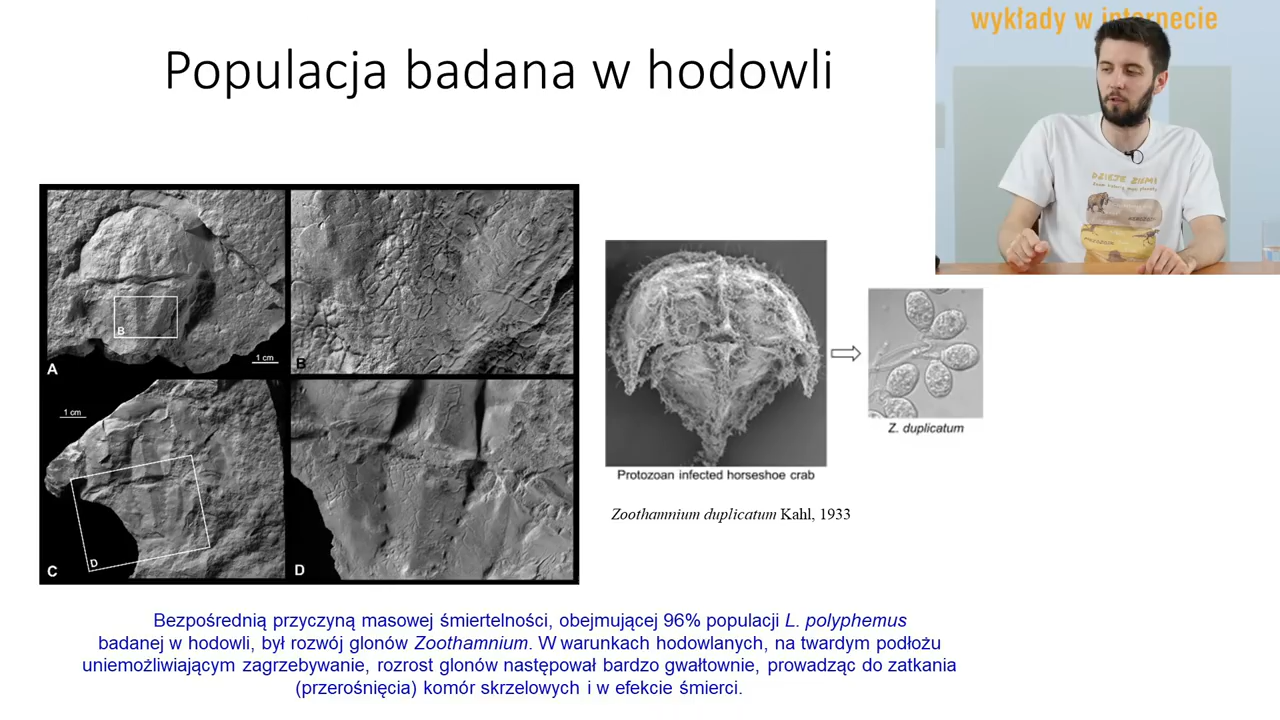 Populacja badana w hodowli
wykłady w internecie
DZIEJE ZIEMI
A
B
1 cm
B
C
1 cm
D
D
Protozoan infected horseshoe crab
Z. duplicatum
Zoothamnium duplicatum Kahl, 1933
Bezpośrednią przyczyną masowej śmiertelności, obejmującej 96% populacji L. polyphemus
badanej w hodowli, był rozwój glonów Zoothamnium. W warunkach hodowlanych, na twardym podłożu
uniemożliwiającym zagrzebywanie, rozrost glonów następował bardzo gwałtownie, prowadząc do zatkania
(przerośnięcia) komór skrzelowych i w efekcie śmierci.